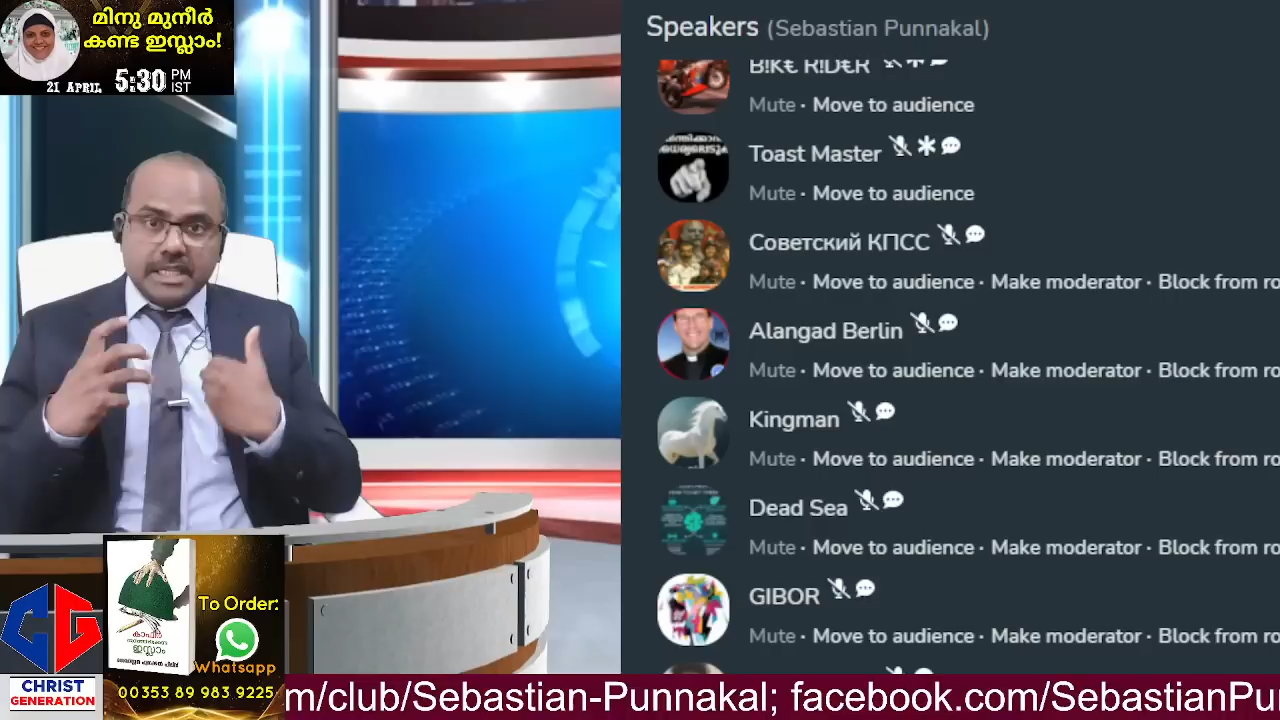 മിനു മുനീർ
കണ്ട ഇസ്ലാം!
21 APRIL 5:30 PM IST
Speakers (Sebastian Punnakal)
B!K€ R!D€R
Mute · Move to audience
Toast Master
Mute · Move to audience
Советский КПСС
Mute · Move to audience · Make moderator · Block from ro
Alangad Berlin
Mute · Move to audience · Make moderator · Block from ro
Kingman
Mute · Move to audience · Make moderator · Block from ro
Dead Sea
Mute · Move to audience · Make moderator · Block from ro
GIBOR
Mute · Move to audience · Make moderator · Block from ro
CG
CHRIST
GENERATION
കാഫിർ
ഇസ്ലാം
To Order:
Whatsapp
00353 89 983 9225
m/club/Sebastian-Punnakal; facebook.com/SebastianPu